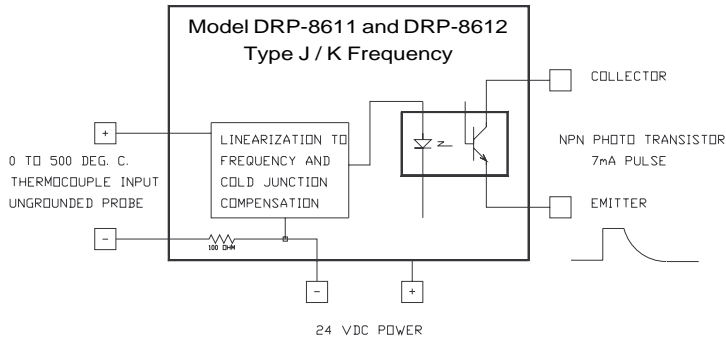 Model DRP-8611 and DRP-8612
Type J / K Frequency
COLLECTOR
+
LINEARIZATION TO
FREQUENCY AND
COLD JUNCTION
COMPENSATION
0 TO 500 DEG. C.
THERMOCOUPLE INPUT
UNGROUNDED PROBE
NPN PHOTO TRANSISTOR
7mA PULSE
EMITTER
-
100 OHM
-
+
24 VDC POWER